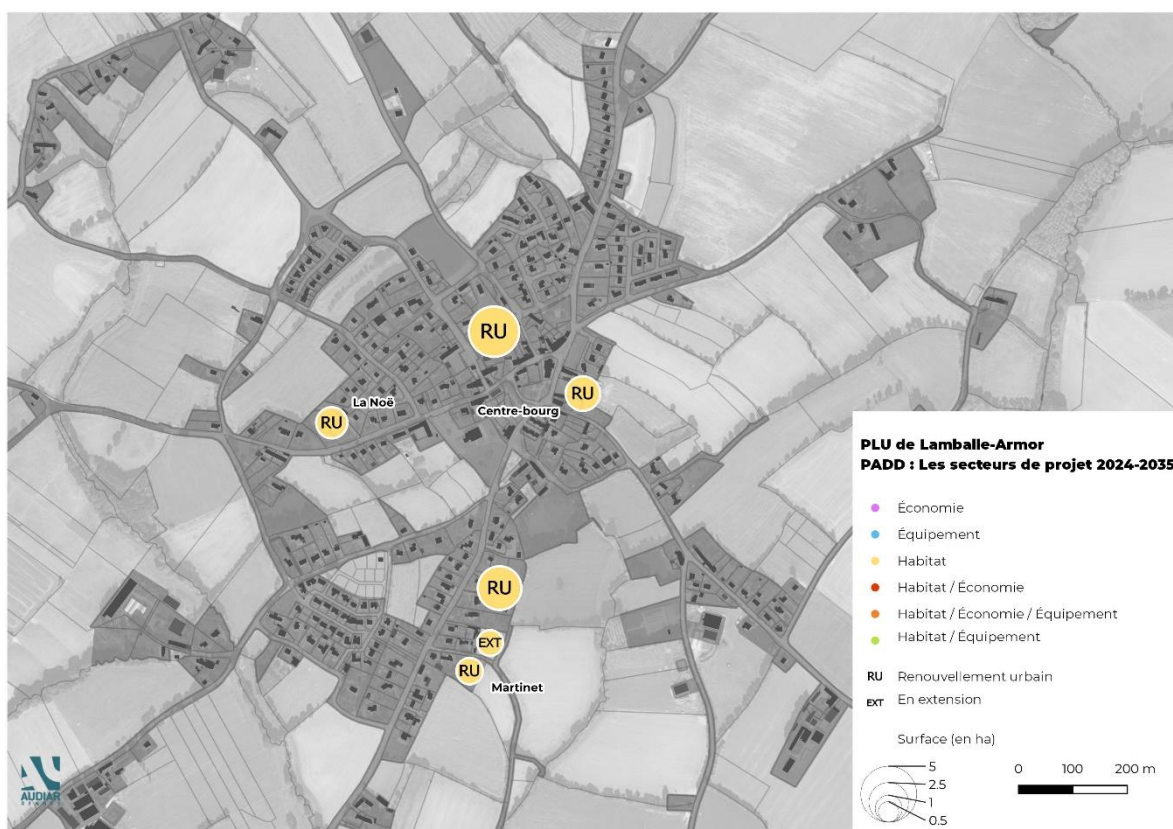 RU
La Noë
RU
Centre-bourg
RU
RU
EXT
RU
Martinet
PLU de Lamballe-Armor
PADD : Les secteurs de projet 2024-2035
Économie
Équipement
Habitat
Habitat / Économie
Habitat / Économie / Équipement
Habitat / Équipement
RU Renouvellement urbain
EXT En extension
Surface (en ha)
5
2.5
1
0.5
0 100 200 m
AU
AUDIAR
RENNES